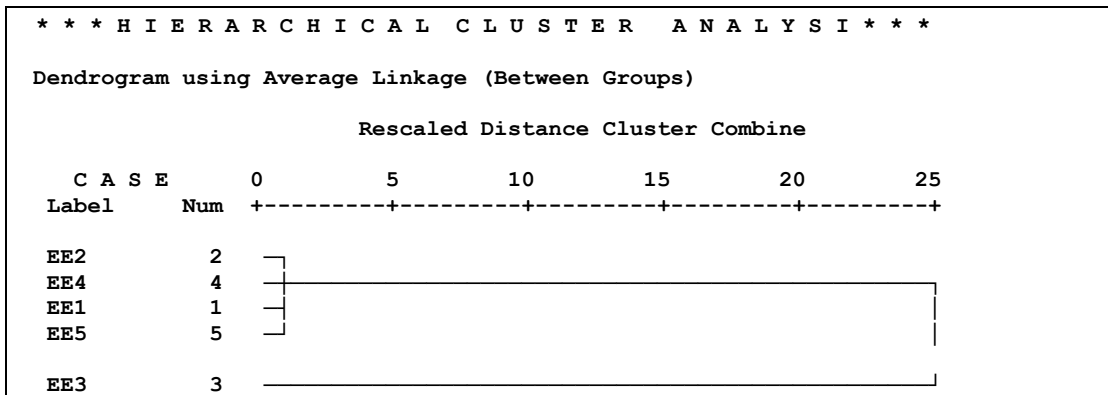 * * * H I E R A R C H I C A L C L U S T E R A N A L Y S I * * *
Dendrogram using Average Linkage (Between Groups)
Rescaled Distance Cluster Combine
C A S E 0 5 10 15 20 25
Label Num +---------+---------+---------+---------+---------+
EE2 2
EE4 4
EE1 1
EE5 5
EE3 3